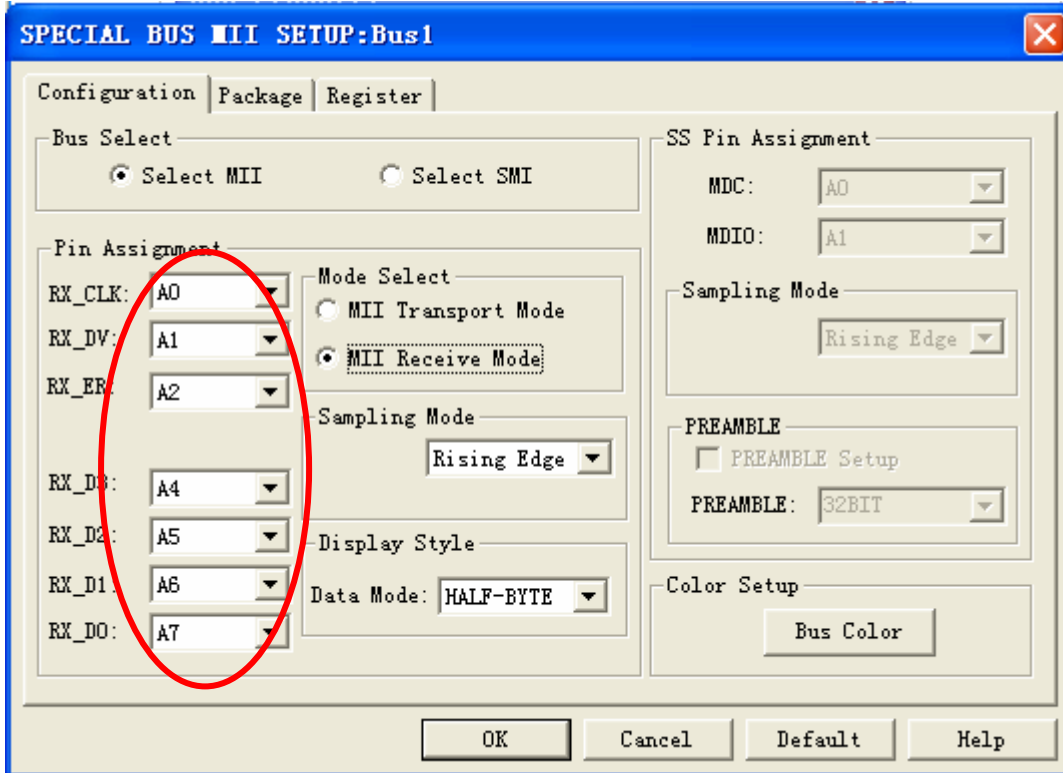 SPECIAL BUS MII SETUP:Bus1
Configuration Package Register
Bus Select
Select MII Select SMI
Pin Assignment
RX_CLK: A0
RX_DV: A1
RX_ER: A2
RX_D3: A4
RX_D2: A5
RX_D1: A6
RX_D0: A7
Mode Select
MII Transport Mode
MII Receive Mode
Sampling Mode
Rising Edge
Display Style
Data Mode: HALF-BYTE
SS Pin Assignment
MDC: A0
MDIO: A1
Sampling Mode
Rising Edge
PREAMBLE
PREAMBLE Setup
PREAMBLE: 32BIT
Color Setup
Bus Color
OK Cancel Default Help